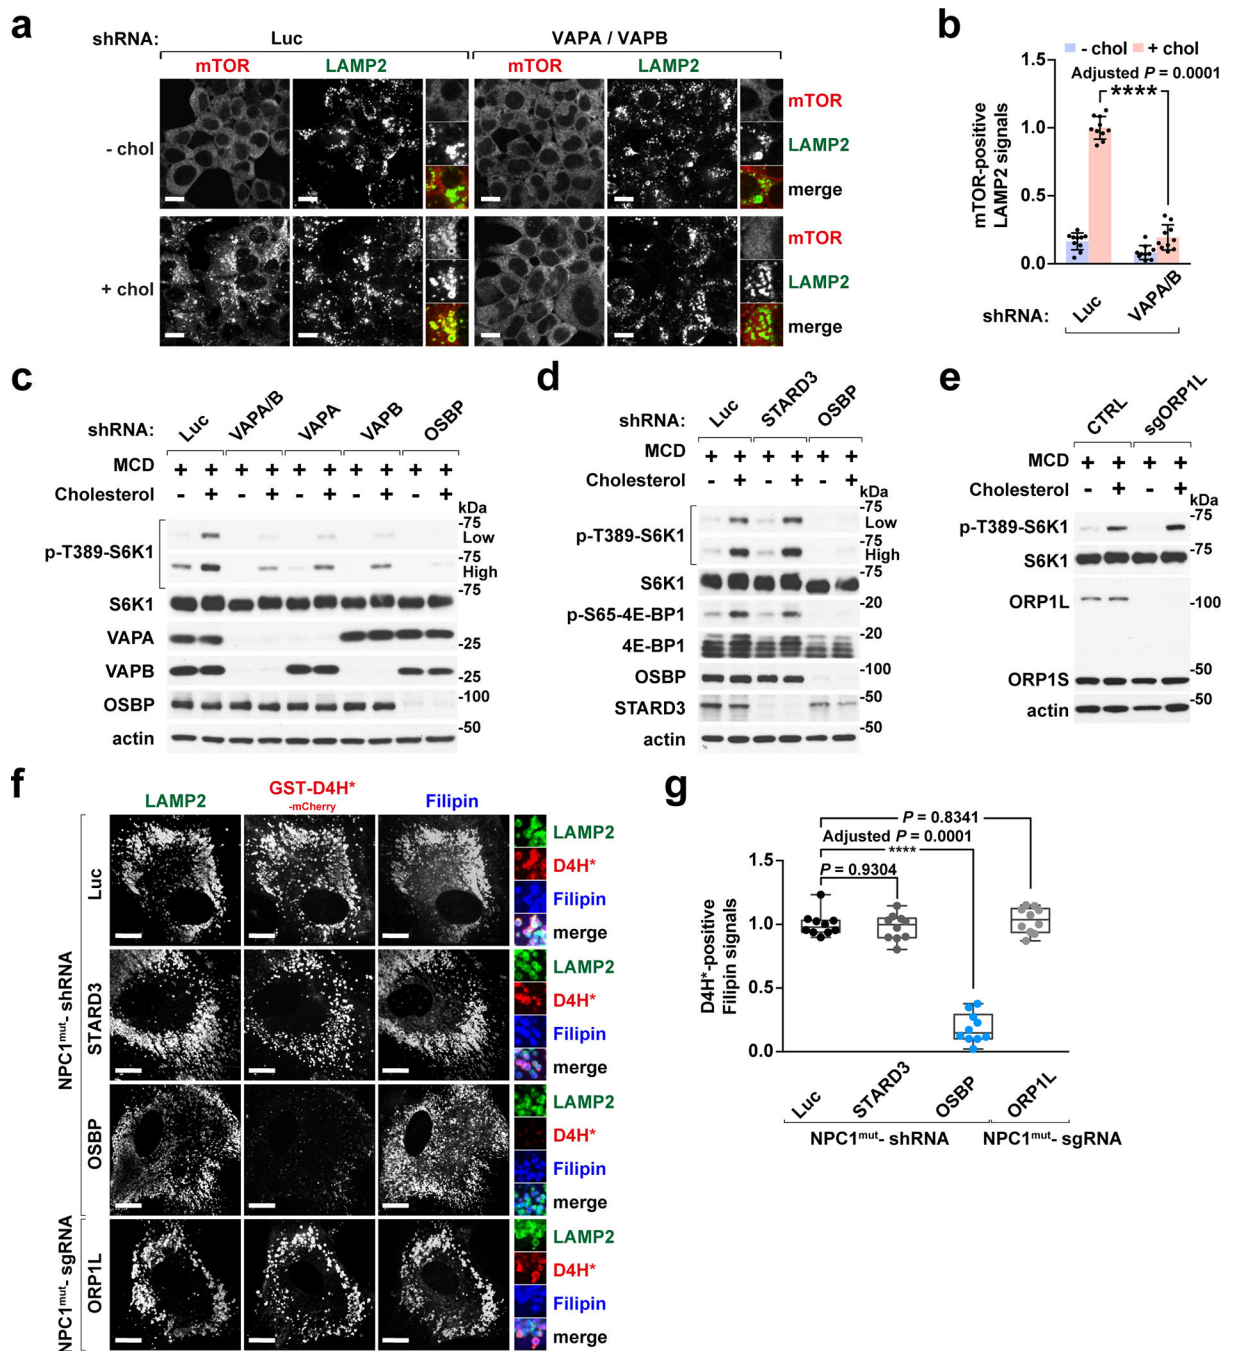 a
shRNA: Luc VAPA / VAPB
mTOR LAMP2 mTOR LAMP2
- chol
mTOR
LAMP2
merge
+ chol
mTOR
LAMP2
merge
b
- chol + chol
Adjusted P = 0.0001
****
mTOR-positive
LAMP2 signals
1.5
1.0
0.5
0.0
shRNA: Luc VAPA/B
c
shRNA: Luc VAPA/B VAPA VAPB OSBP
MCD + + + + + + + + + +
Cholesterol - + - + - + - + - +
kDa
-75
Low
p-T389-S6K1
-75
High
-75
S6K1
VAPA
-25
VAPB
-25
-100
OSBP
-50
actin
d
shRNA: Luc STARD3 OSBP
MCD + + + + + +
Cholesterol - + - + - +
kDa
-75
Low
p-T389-S6K1
-75
High
-75
S6K1
-20
p-S65-4E-BP1
-20
4E-BP1
-100
OSBP
-50
STARD3
-50
actin
e
CTRL sgORP1L
MCD + + + +
Cholesterol - + - +
kDa
-75
p-T389-S6K1
-75
S6K1
ORP1L
-100
-50
ORP1S
-50
actin
f
LAMP2 GST-D4H* Filipin
-mCherry
NPC1mut- shRNA
Luc
LAMP2
D4H*
Filipin
merge
STARD3
LAMP2
D4H*
Filipin
merge
OSBP
LAMP2
D4H*
Filipin
merge
NPC1mut- sgRNA
ORP1L
LAMP2
D4H*
Filipin
merge
g
P = 0.8341
Adjusted P = 0.0001
****
P = 0.9304
D4H*-positive
Filipin signals
1.5
1.0
0.5
0.0
Luc STARD3 OSBP ORP1L
NPC1mut- shRNA NPC1mut- sgRNA